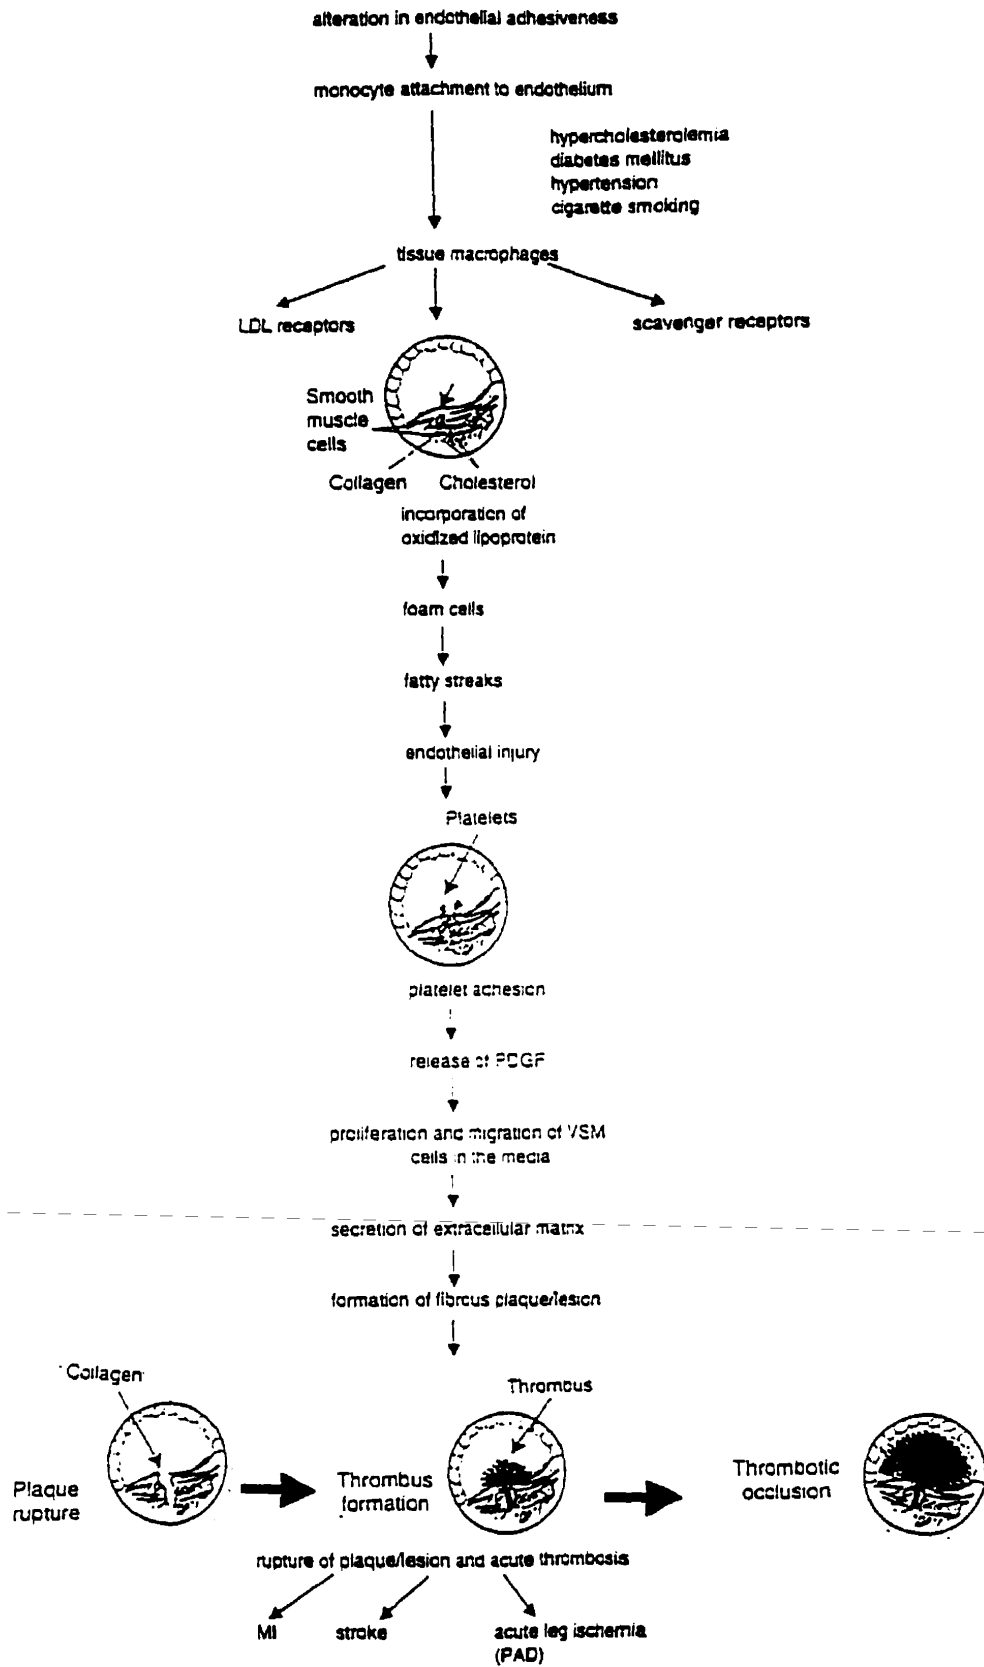 alteration in endothelial adhesiveness
monocyte attachment to endothelium
hypercholesterolemia
diabetes mellitus
hypertension
cigarette smoking
tissue macrophages
LDL receptors
scavenger receptors
Smooth
muscle
cells
Collagen
Cholesterol
incorporation of
oxidized lipoprotein
foam cells
fatty streaks
endothelial injury
Platelets
platelet adhesion
release of PDGF
proliferation and migration of VSM
cells in the media
secretion of extracellular matrix
formation of fibrous plaque/lesion
Collagen
Thrombus
Plaque
rupture
Thrombus
formation
Thrombotic
occlusion
rupture of plaque/lesion and acute thrombosis
MI
stroke
acute leg ischemia
(PAD)